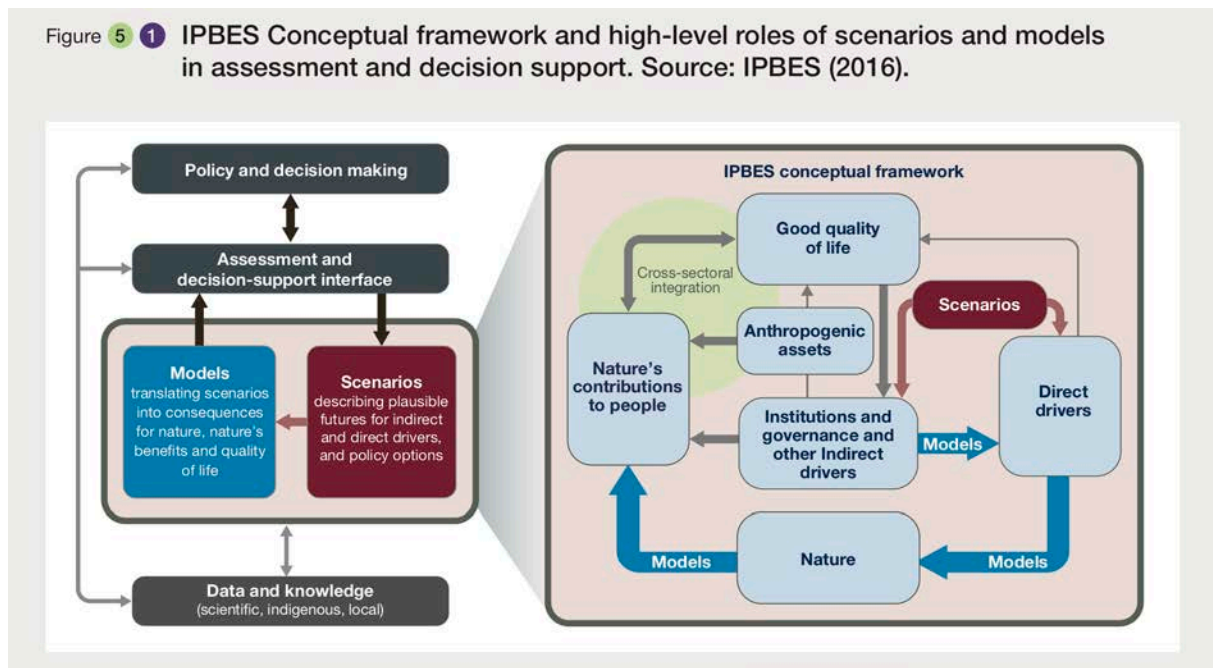 Figure 5 1 IPBES Conceptual framework and high-level roles of scenarios and models
in assessment and decision support. Source: IPBES (2016).
Policy and decision making
Assessment and
decision-support interface
Models
translating scenarios
into consequences
for nature, nature's
benefits and quality
of life
Scenarios
describing plausible
futures for indirect
and direct drivers,
and policy options
Data and knowledge
(scientific, indigenous, local)
IPBES conceptual framework
Good quality
of life
Cross-sectoral
integration
Scenarios
Anthropogenic
assets
Nature's
contributions
to people
Direct
drivers
Institutions and
governance and
other Indirect
drivers
Models
Models
Nature
Models